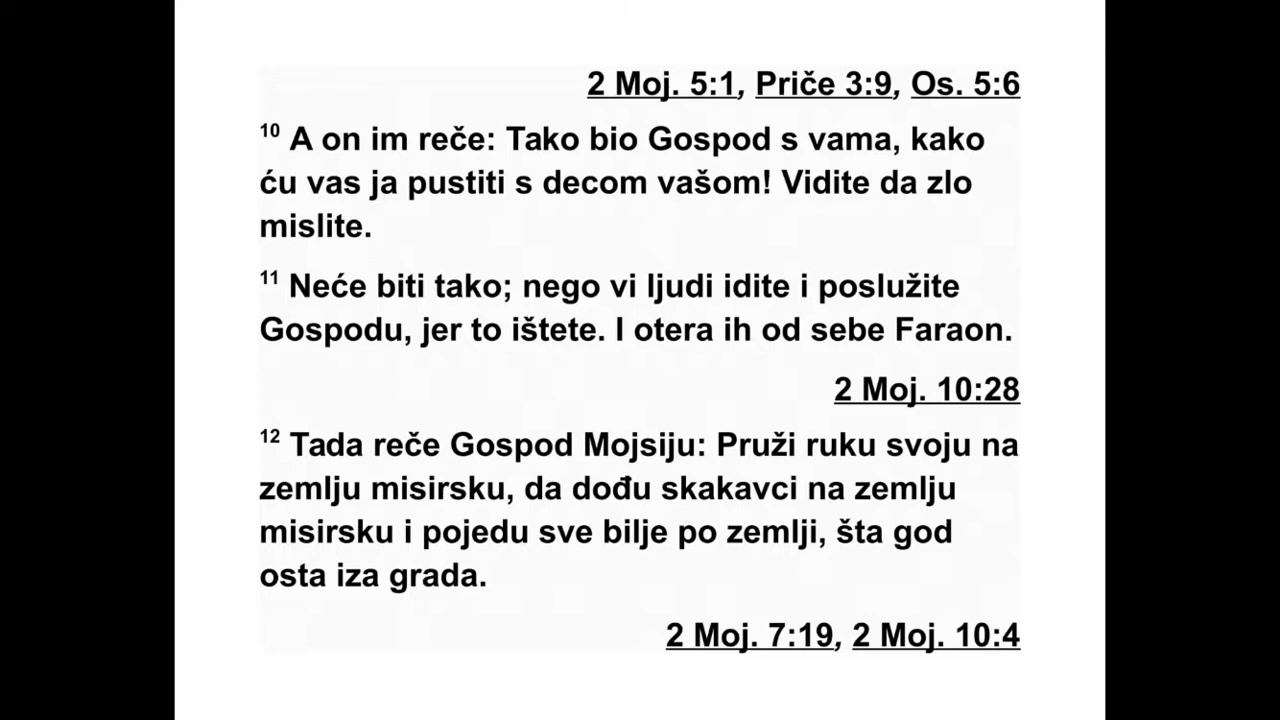 2 Moj. 5:1, Priče 3:9, Os. 5:6
10 A on im reče: Tako bio Gospod s vama, kako
ću vas ja pustiti s decom vašom! Vidite da zlo
mislite.
11 Neće biti tako; nego vi ljudi idite i poslužite
Gospodu, jer to ištete. I otera ih od sebe Faraon.
2 Moj. 10:28
12 Tada reče Gospod Mojsiju: Pruži ruku svoju na
zemlju misirsku, da dođu skakavci na zemlju
misirsku i pojedu sve bilje po zemlji, šta god
osta iza grada.
2 Moj. 7:19, 2 Moj. 10:4